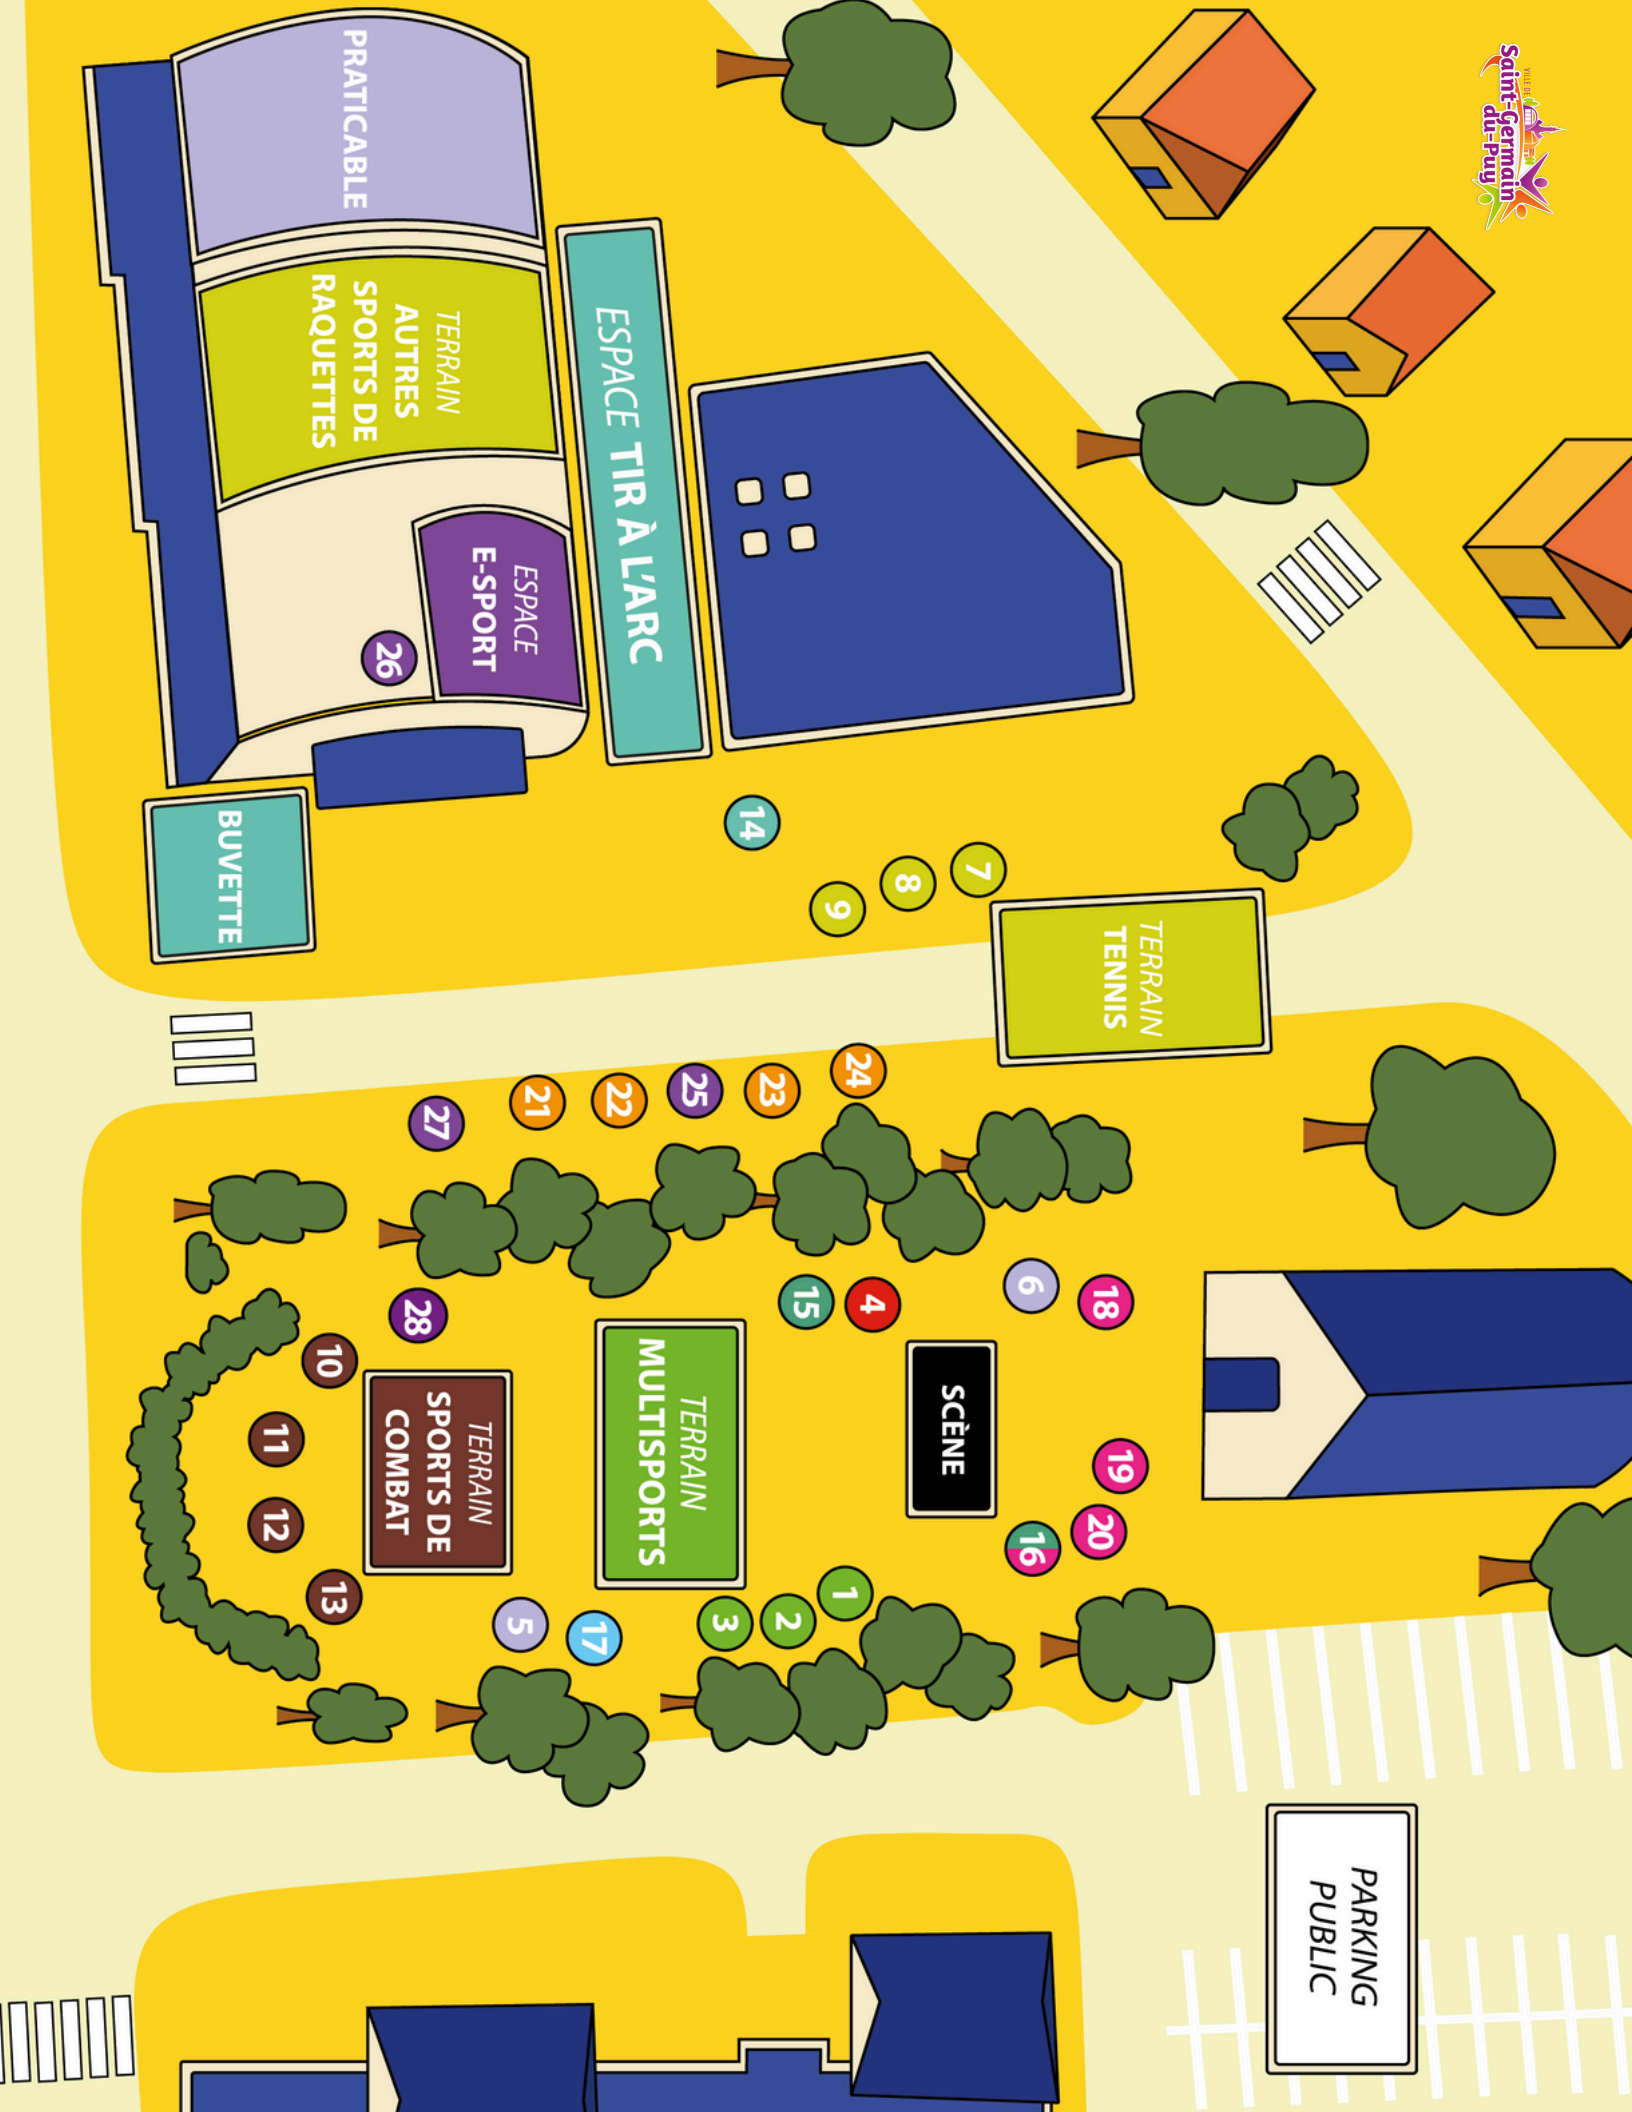 VILLE DE
Saint-Germain
du-Puy
PRATICABLE
TERRAIN
AUTRES
SPORTS DE
RAQUETTES
ESPACE TIR À L'ARC
ESPACE
E-SPORT
26
BUVETTE
14
7
8
9
TERRAIN
TENNIS
24
23
25
22
21
27
18
6
4
15
28
10
11
12
13
TERRAIN
SPORTS DE
COMBAT
TERRAIN
MULTISPORTS
SCÈNE
19
20
16
1
2
3
17
5
PARKING
PUBLIC